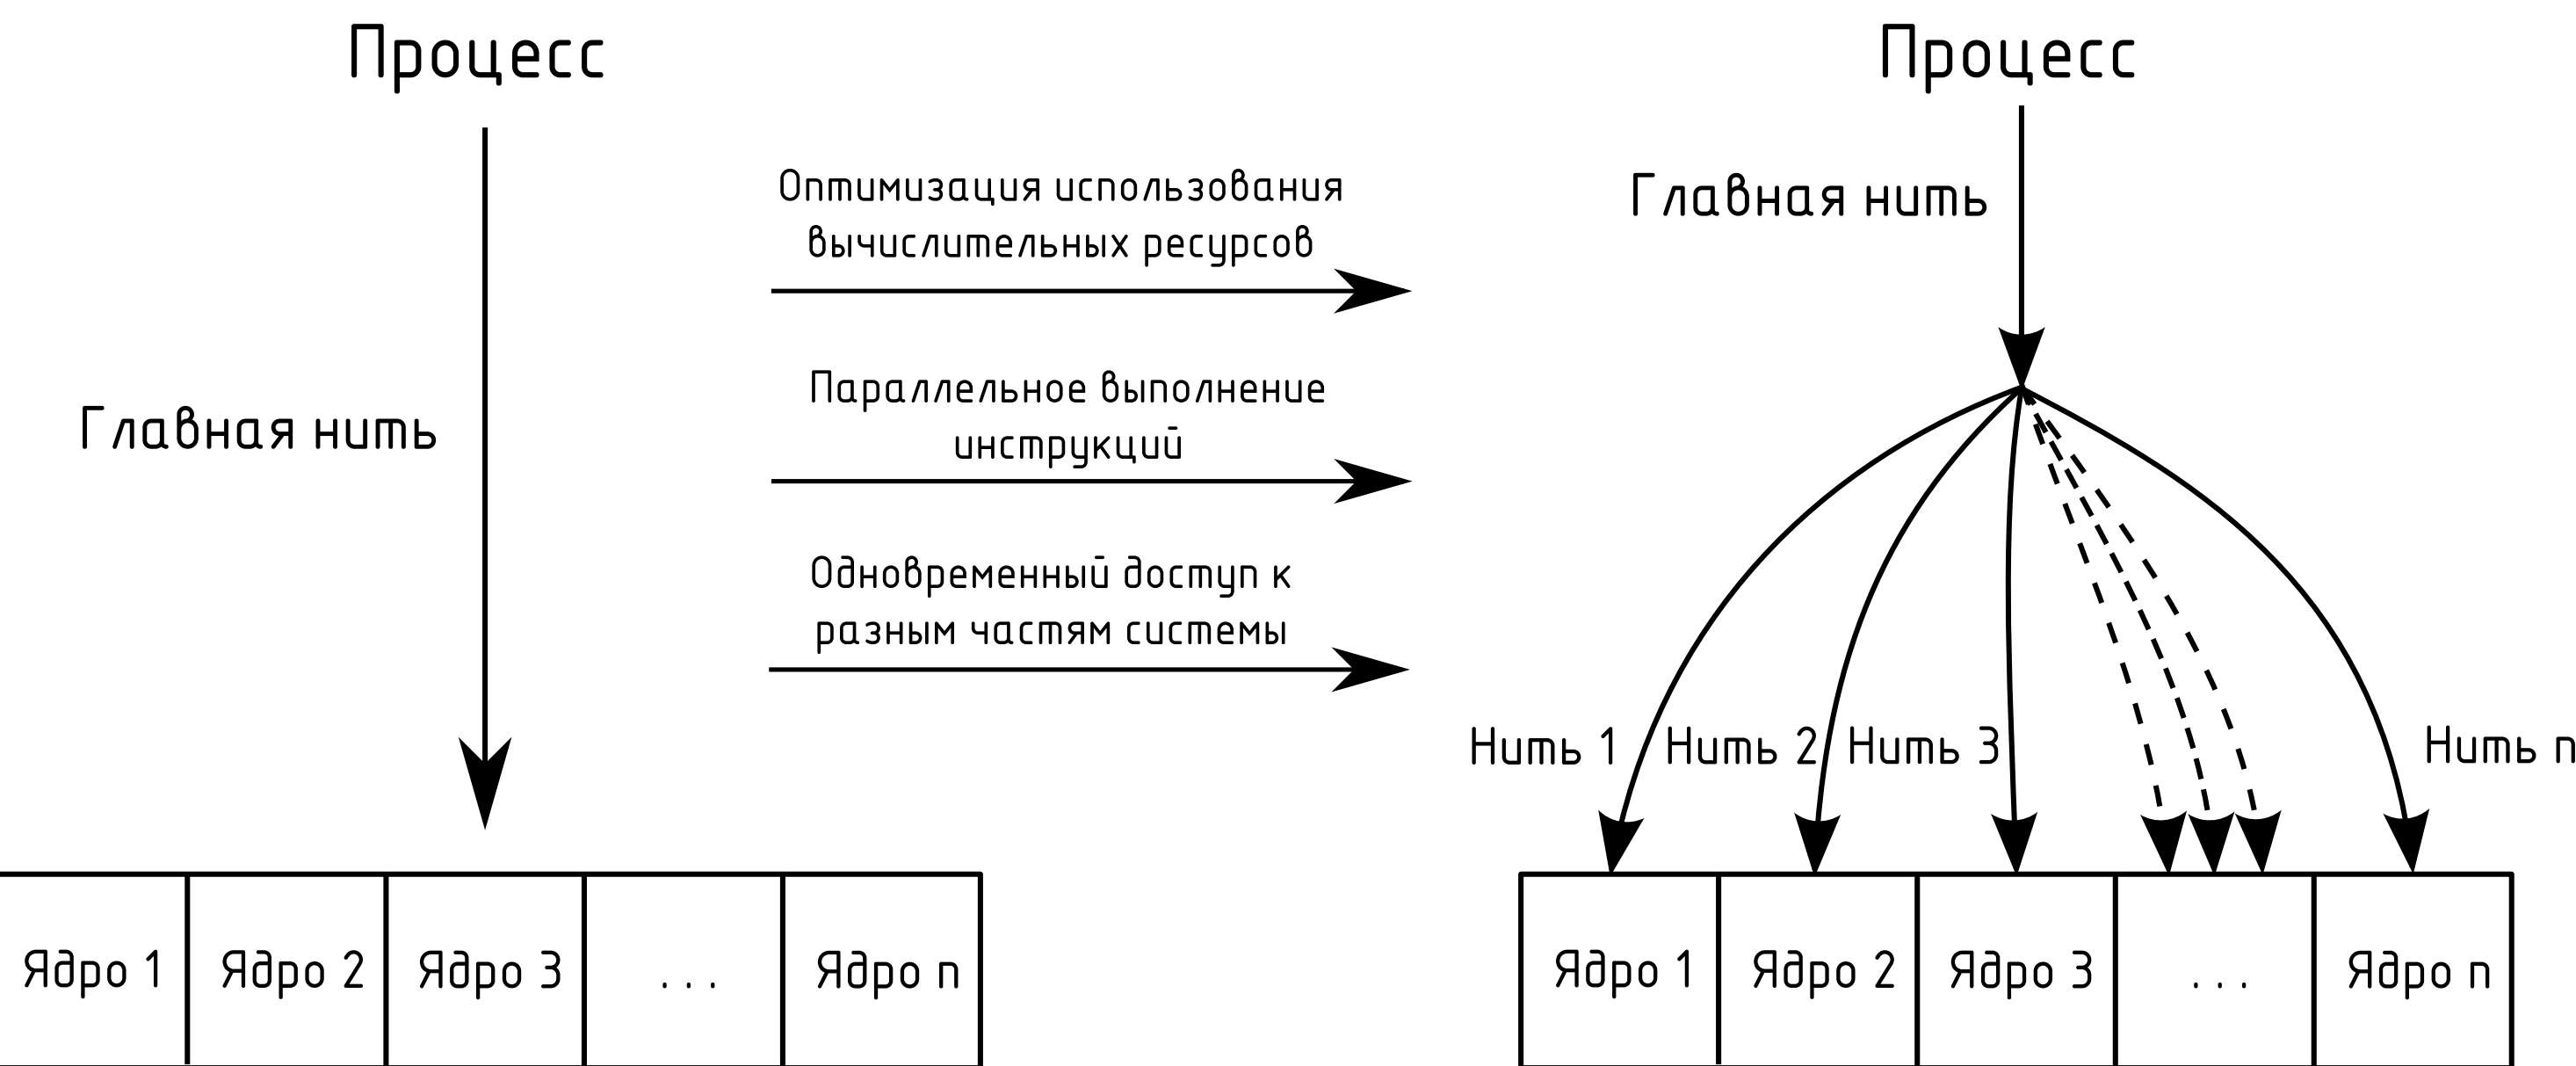 Процесс
Главная нить
Ядро 1
Ядро 2
Ядро 3
...
Ядро n
Оптимизация использования
вычислительных ресурсов
Параллельное выполнение
инструкций
Одновременный доступ к
разным частям системы
Процесс
Главная нить
Нить 1
Нить 2
Нить 3
Нить n
Ядро 1
Ядро 2
Ядро 3
...
Ядро n